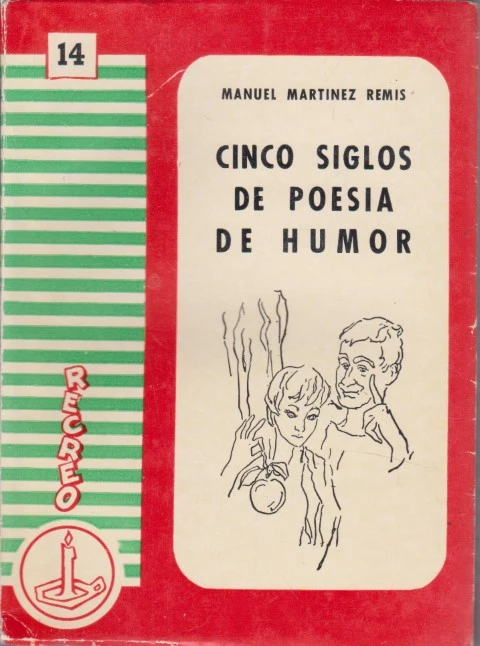 14
MANUEL MARTINEZ REMIS
CINCO SIGLOS
DE POESIA
DE HUMOR
RECREO